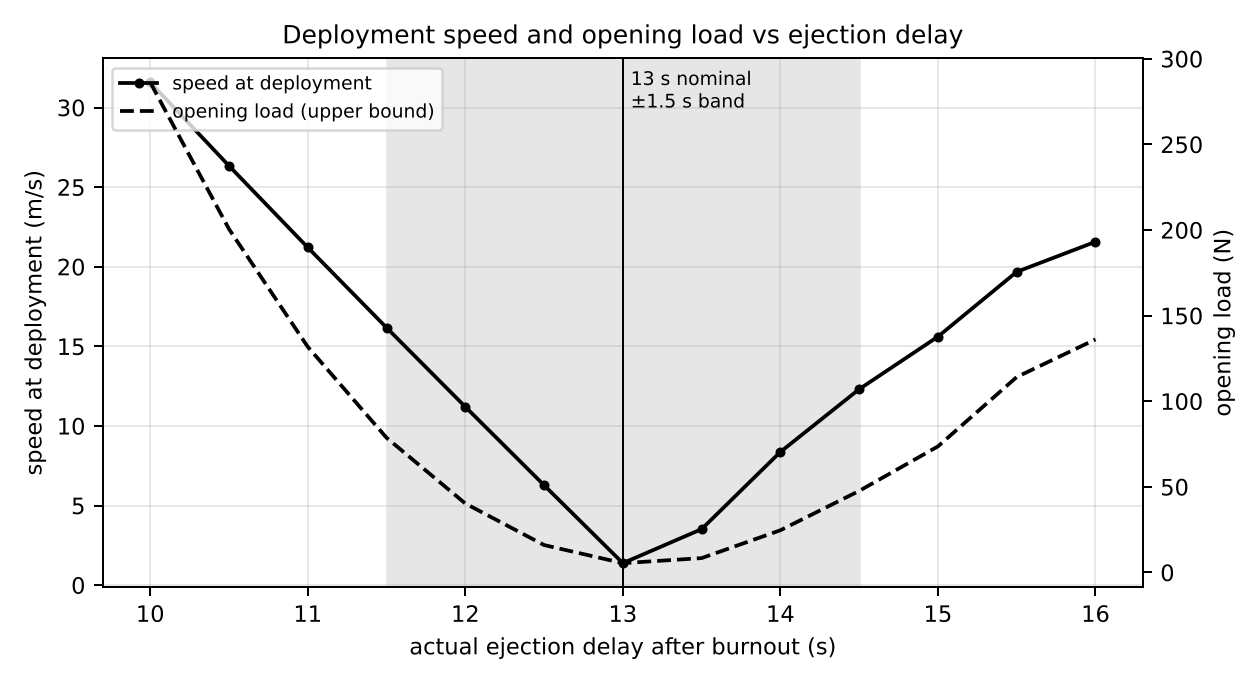 Deployment speed and opening load vs ejection delay
speed at deployment
opening load (upper bound)
13 s nominal
±1.5 s band
speed at deployment (m/s)
30
25
20
15
10
5
0
300
250
200
150
100
50
0
opening load (N)
10 11 12 13 14 15 16
actual ejection delay after burnout (s)